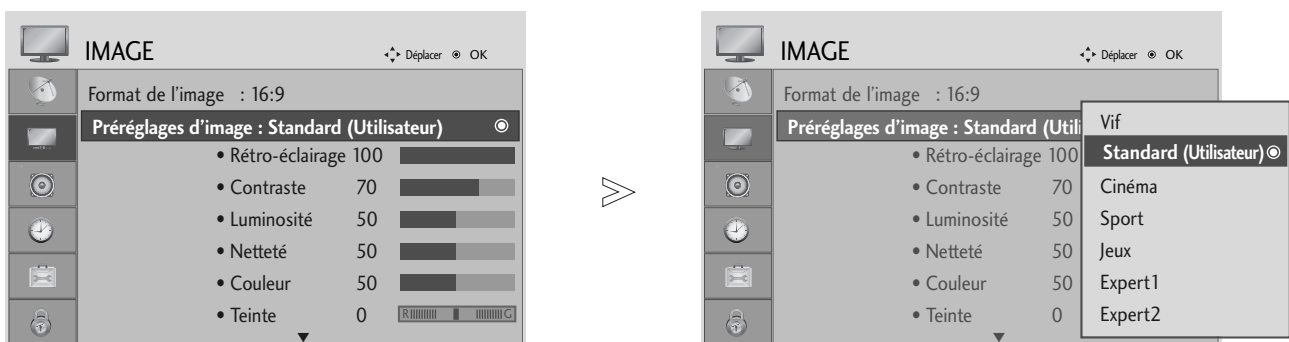 IMAGE
Déplacer OK
Format de l'image : 16:9
Préréglages d'image : Standard (Utilisateur)
• Rétro-éclairage 100
• Contraste 70
• Luminosité 50
• Netteté 50
• Couleur 50
• Teinte 0 R G
IMAGE
Déplacer OK
Format de l'image : 16:9
Préréglages d'image : Standard (Utili
• Rétro-éclairage 100
• Contraste 70
• Luminosité 50
• Netteté 50
• Couleur 50
• Teinte 0
Vif
Standard (Utilisateur)
Cinéma
Sport
Jeux
Expert1
Expert2